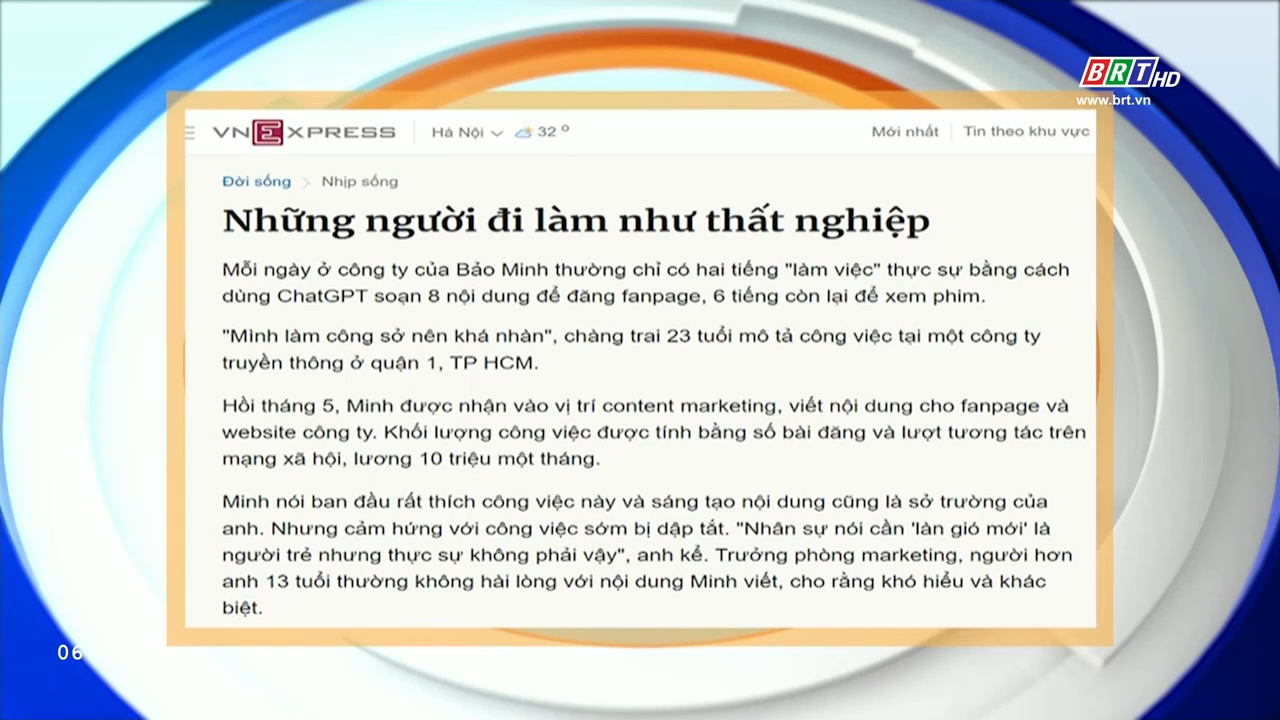 BRT HD
www.brt.vn
VNEXPRESS Hà Nội 32 º Mới nhất Tin theo khu vực
Đời sống > Nhịp sống
Những người đi làm như thất nghiệp
Mỗi ngày ở công ty của Bảo Minh thường chỉ có hai tiếng "làm việc" thực sự bằng cách
dùng ChatGPT soạn 8 nội dung để đăng fanpage, 6 tiếng còn lại để xem phim.
"Mình làm công sở nên khá nhàn", chàng trai 23 tuổi mô tả công việc tại một công ty
truyền thông ở quận 1, TP HCM.
Hồi tháng 5, Minh được nhận vào vị trí content marketing, viết nội dung cho fanpage và
website công ty. Khối lượng công việc được tính bằng số bài đăng và lượt tương tác trên
mạng xã hội, lương 10 triệu một tháng.
Minh nói ban đầu rất thích công việc này và sáng tạo nội dung cũng là sở trường của
anh. Nhưng cảm hứng với công việc sớm bị dập tắt. "Nhân sự nói cần 'làn gió mới' là
người trẻ nhưng thực sự không phải vậy", anh kể. Trưởng phòng marketing, người hơn
anh 13 tuổi thường không hài lòng với nội dung Minh viết, cho rằng khó hiểu và khác
biệt.
06